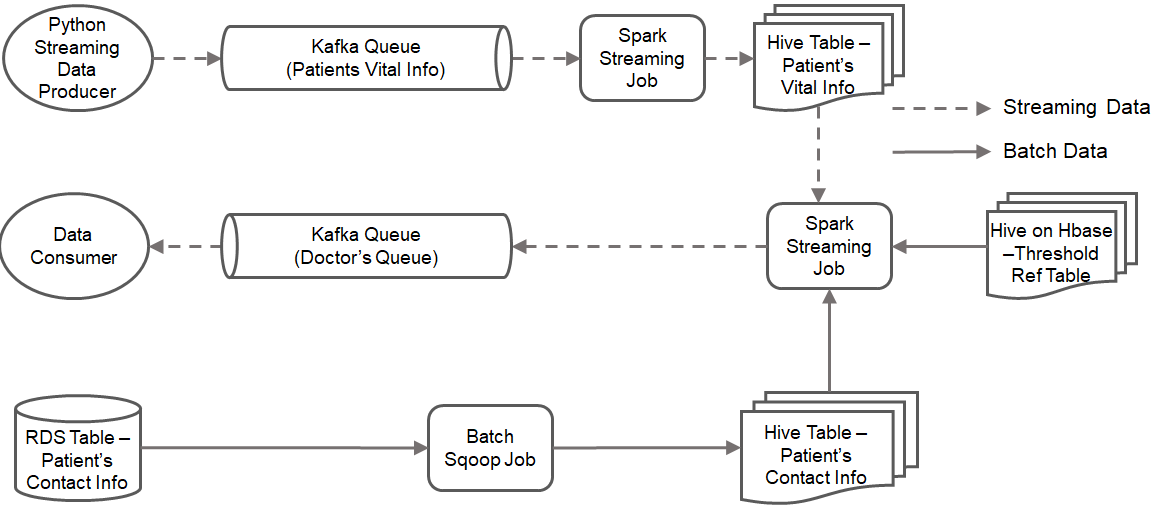 Python
Streaming
Data
Producer
Kafka Queue
(Patients Vital Info)
Spark
Streaming
Job
Hive Table –
Patient's
Vital Info
Streaming Data
Batch Data
Data
Consumer
Kafka Queue
(Doctor's Queue)
Spark
Streaming
Job
Hive on Hbase
–Threshold
Ref Table
RDS Table –
Patient's
Contact Info
Batch
Sqoop Job
Hive Table –
Patient's
Contact Info